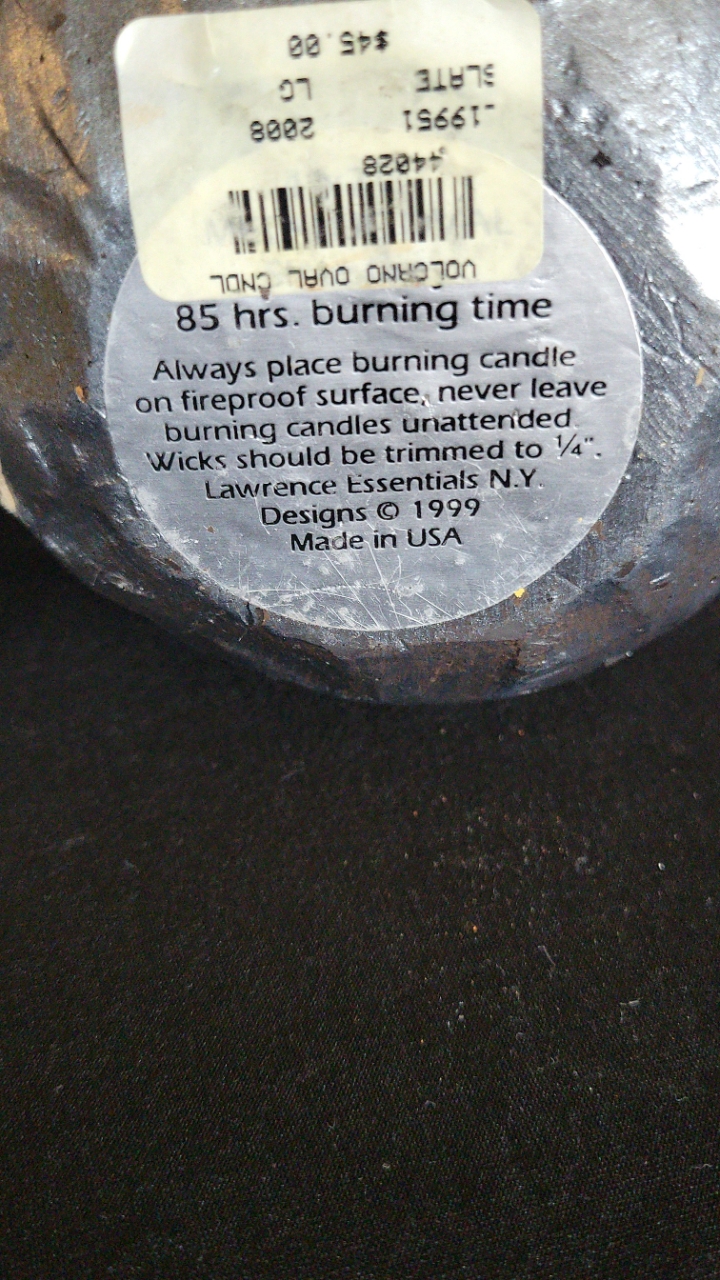 VOLCANO OVAL CNDL
44028
19951 2008
SLATE LG
$45.00
85 hrs. burning time
Always place burning candle
on fireproof surface, never leave
burning candles unattended.
Wicks should be trimmed to ¼".
Lawrence Essentials N.Y.
Designs © 1999
Made in USA